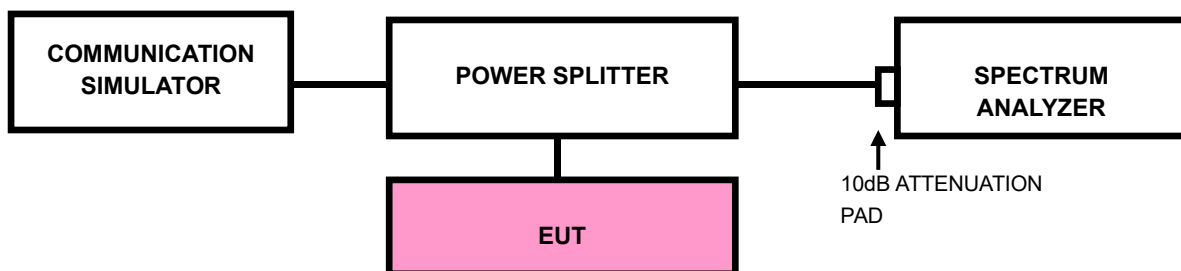 COMMUNICATION
SIMULATOR
POWER SPLITTER
SPECTRUM
ANALYZER
10dB ATTENUATION
PAD
EUT